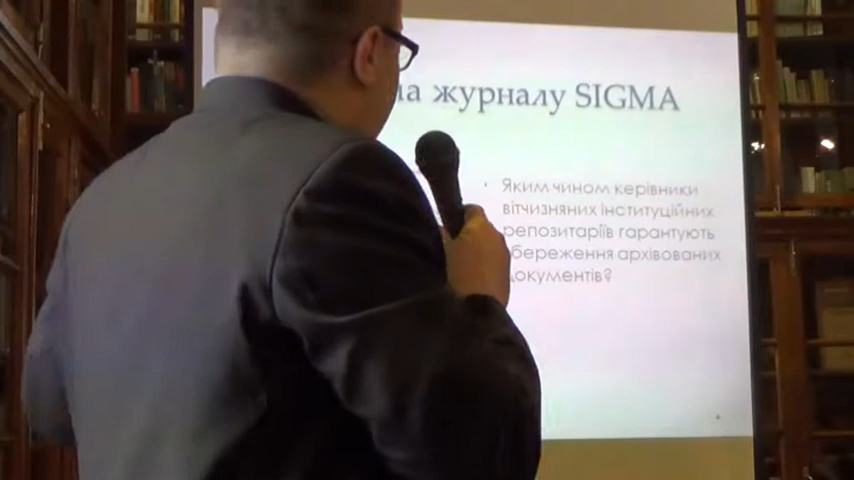 журналу SIGMA
• Яким чином керівники
вітчизняних інституційних
репозитаріїв гарантують
збереження архівованих
документів?